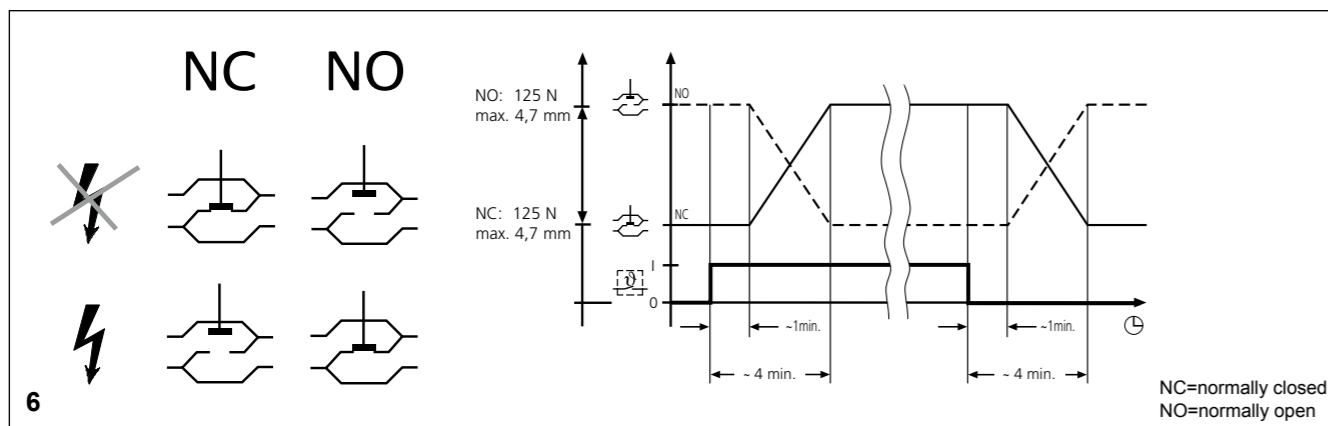 NC NO
NO: 125 N
max. 4,7 mm
NC: 125 N
max. 4,7 mm
NO
NC
I
ϑ
0
~1min.
~1min.
~ 4 min.
~ 4 min.
6
NC=normally closed
NO=normally open